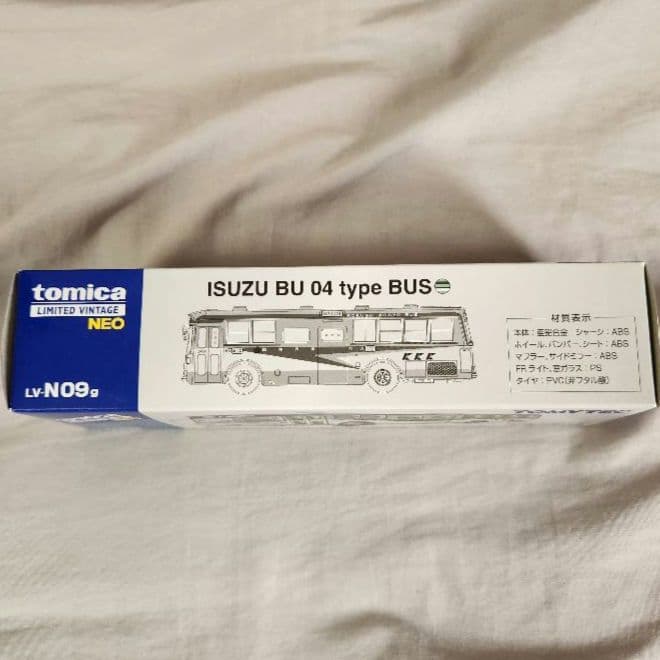 tomica
LIMITED VINTAGE
NEO
LV-N09g
ISUZU BU 04 type BUS
KKK
材質表示
本体：亜鉛合金　シャーシ：ABS
ホイール、バンパー、シート：ABS
マフラー、サイドミラー：ABS
FR.ライト、窓ガラス：PS
タイヤ：PVC(非フタル酸)
TOMYTEC